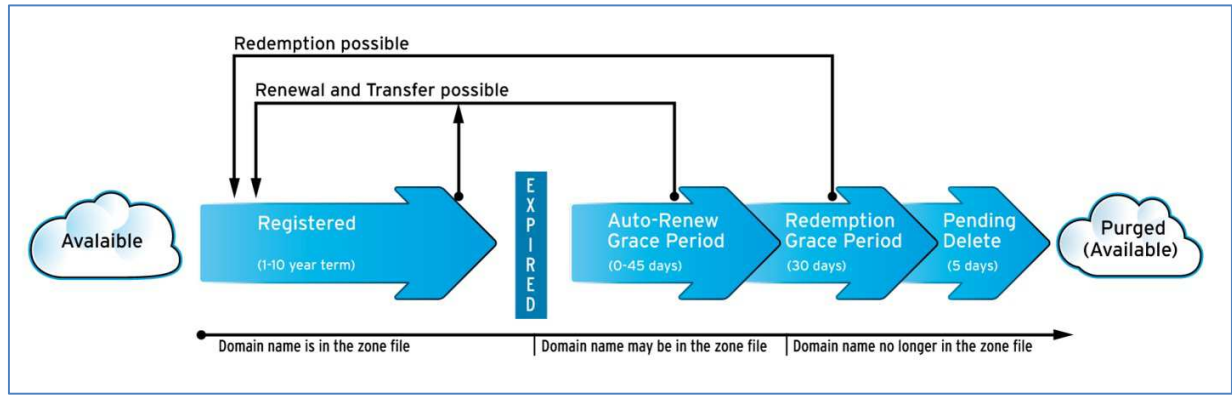 Redemption possible
Renewal and Transfer possible
Avalaible
Registered
(1-10 year term)
EXPIRED
Auto-Renew
Grace Period
(0-45 days)
Redemption
Grace Period
(30 days)
Pending
Delete
(5 days)
Purged
(Available)
Domain name is in the zone file
Domain name may be in the zone file
Domain name no longer in the zone file